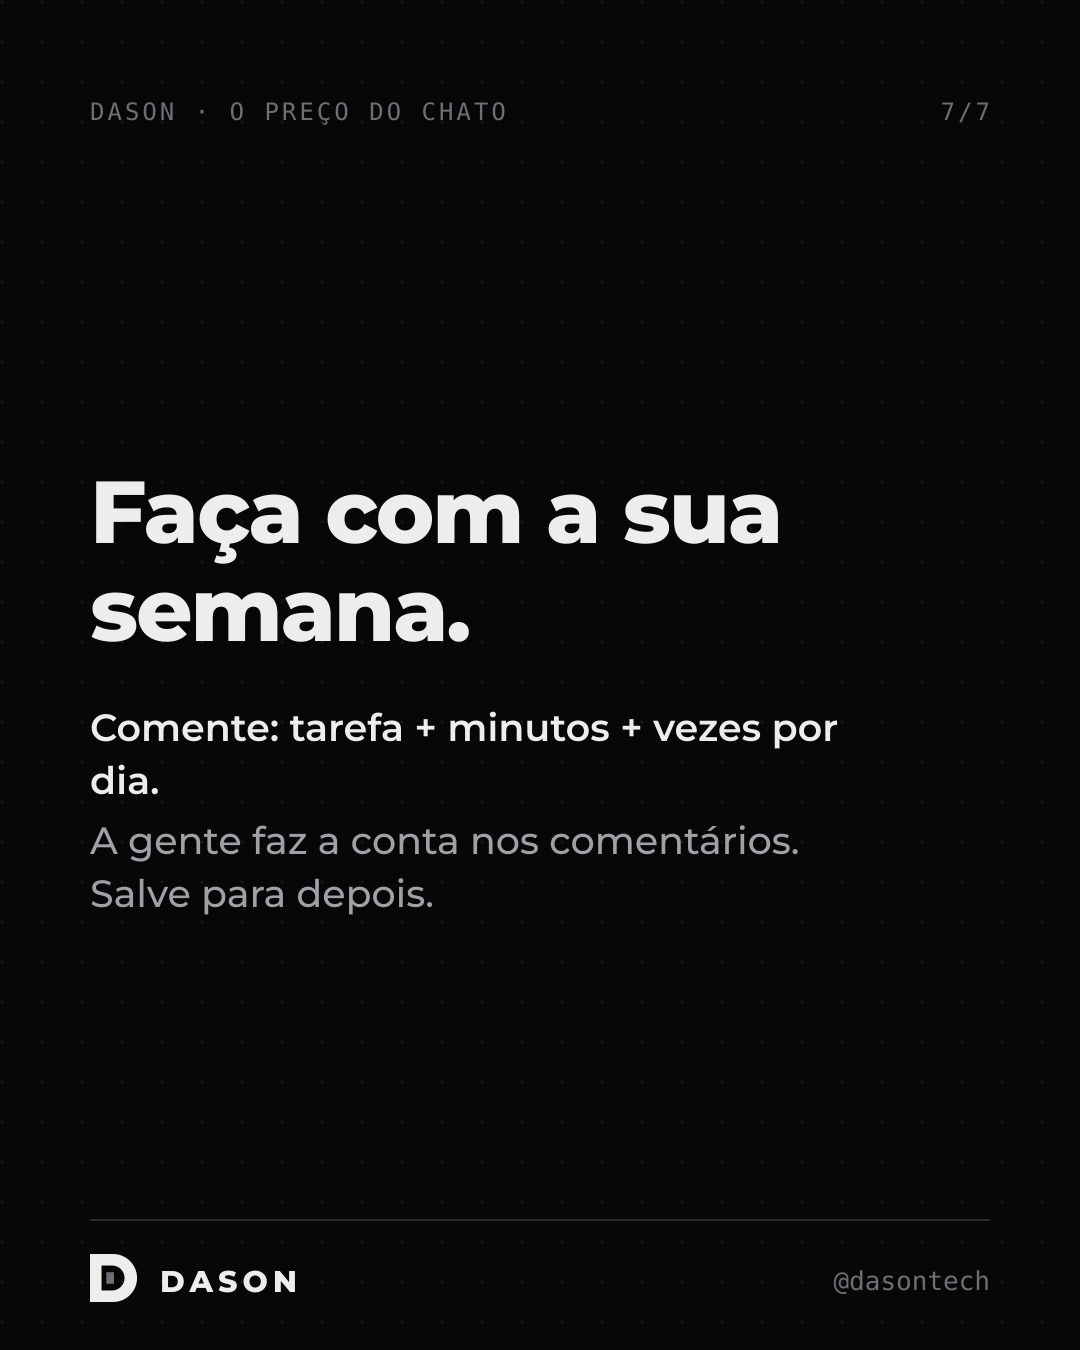 DASON · O PREÇO DO CHATO 7/7
Faça com a sua
semana.
Comente: tarefa + minutos + vezes por
dia.
A gente faz a conta nos comentários.
Salve para depois.
D DASON @dasontech